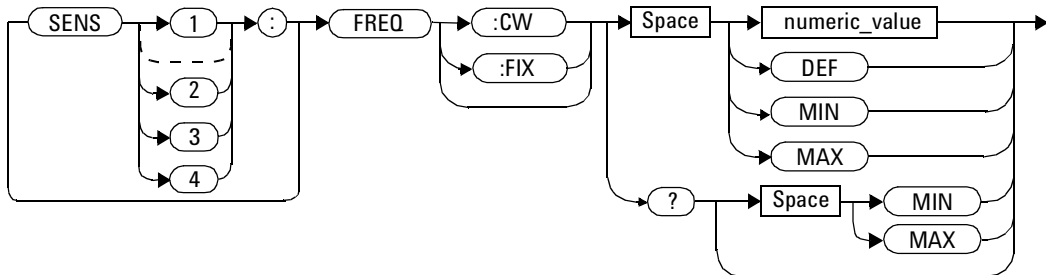 SENS 1 : FREQ :CW Space numeric_value
:FIX DEF
2
MIN
3
MAX
4
? Space MIN
MAX